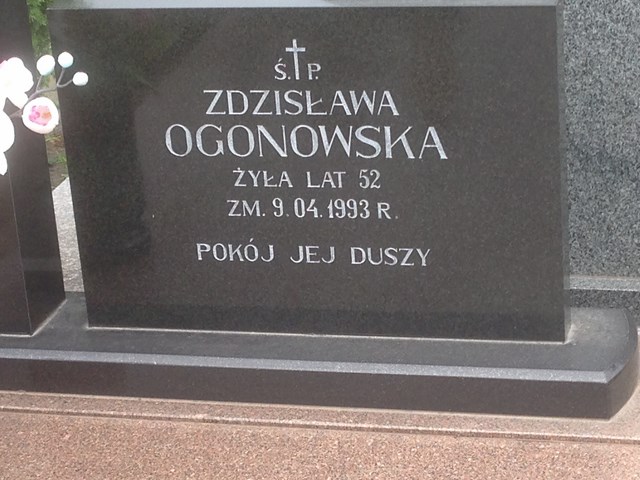 Ś. P.
ZDZISŁAWA
OGONOWSKA
ŻYŁA LAT 52
ZM. 9.04.1993 R.
POKÓJ JEJ DUSZY